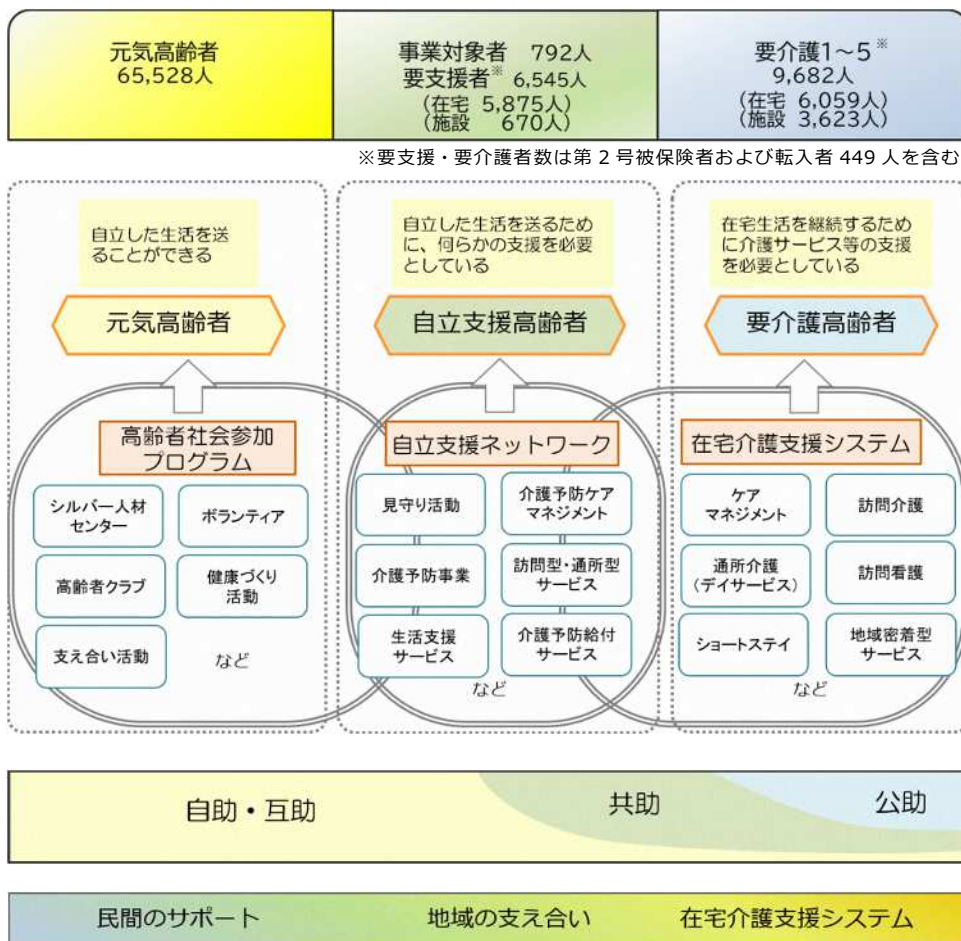 元気高齢者
65,528人
事業対象者 792人
要支援者※ 6,545人
(在宅 5,875人)
(施設 670人)
要介護1～5※
9,682人
(在宅 6,059人)
(施設 3,623人)
※要支援・要介護者数は第 2 号被保険者および転入者 449 人を含む
自立した生活を送
ることができる
自立した生活を送るため
に、何らかの支援を必要
としている
在宅生活を継続するため
に介護サービス等の支援
を必要としている
元気高齢者
自立支援高齢者
要介護高齢者
高齢者社会参加
プログラム
シルバー人材
センター
ボランティア
高齢者クラブ
健康づくり
活動
支え合い活動
など
自立支援ネットワーク
見守り活動
介護予防ケア
マネジメント
介護予防事業
訪問型・通所型
サービス
生活支援
サービス
介護予防給付
サービス
など
在宅介護支援システム
ケア
マネジメント
訪問介護
通所介護
(デイサービス)
訪問看護
ショートステイ
地域密着型
サービス
など
自助・互助
共助
公助
民間のサポート
地域の支え合い
在宅介護支援システム